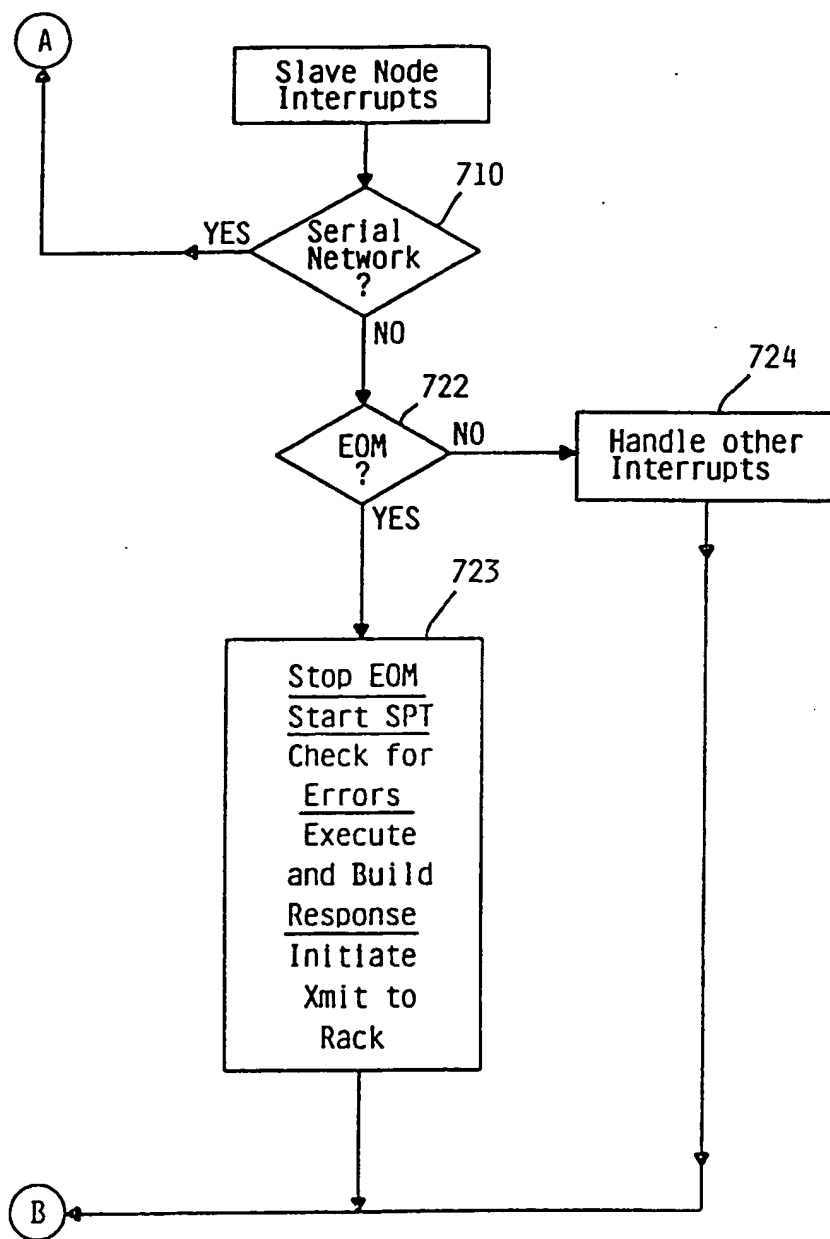 A
Slave Node
Interrupts
710
YES
Serial
Network
?
NO
722
724
EOM
?
NO
Handle other
Interrupts
YES
723
Stop EOM
Start SPT
Check for
Errors
Execute
and Build
Response
Initiate
Xmit to
Rack
B